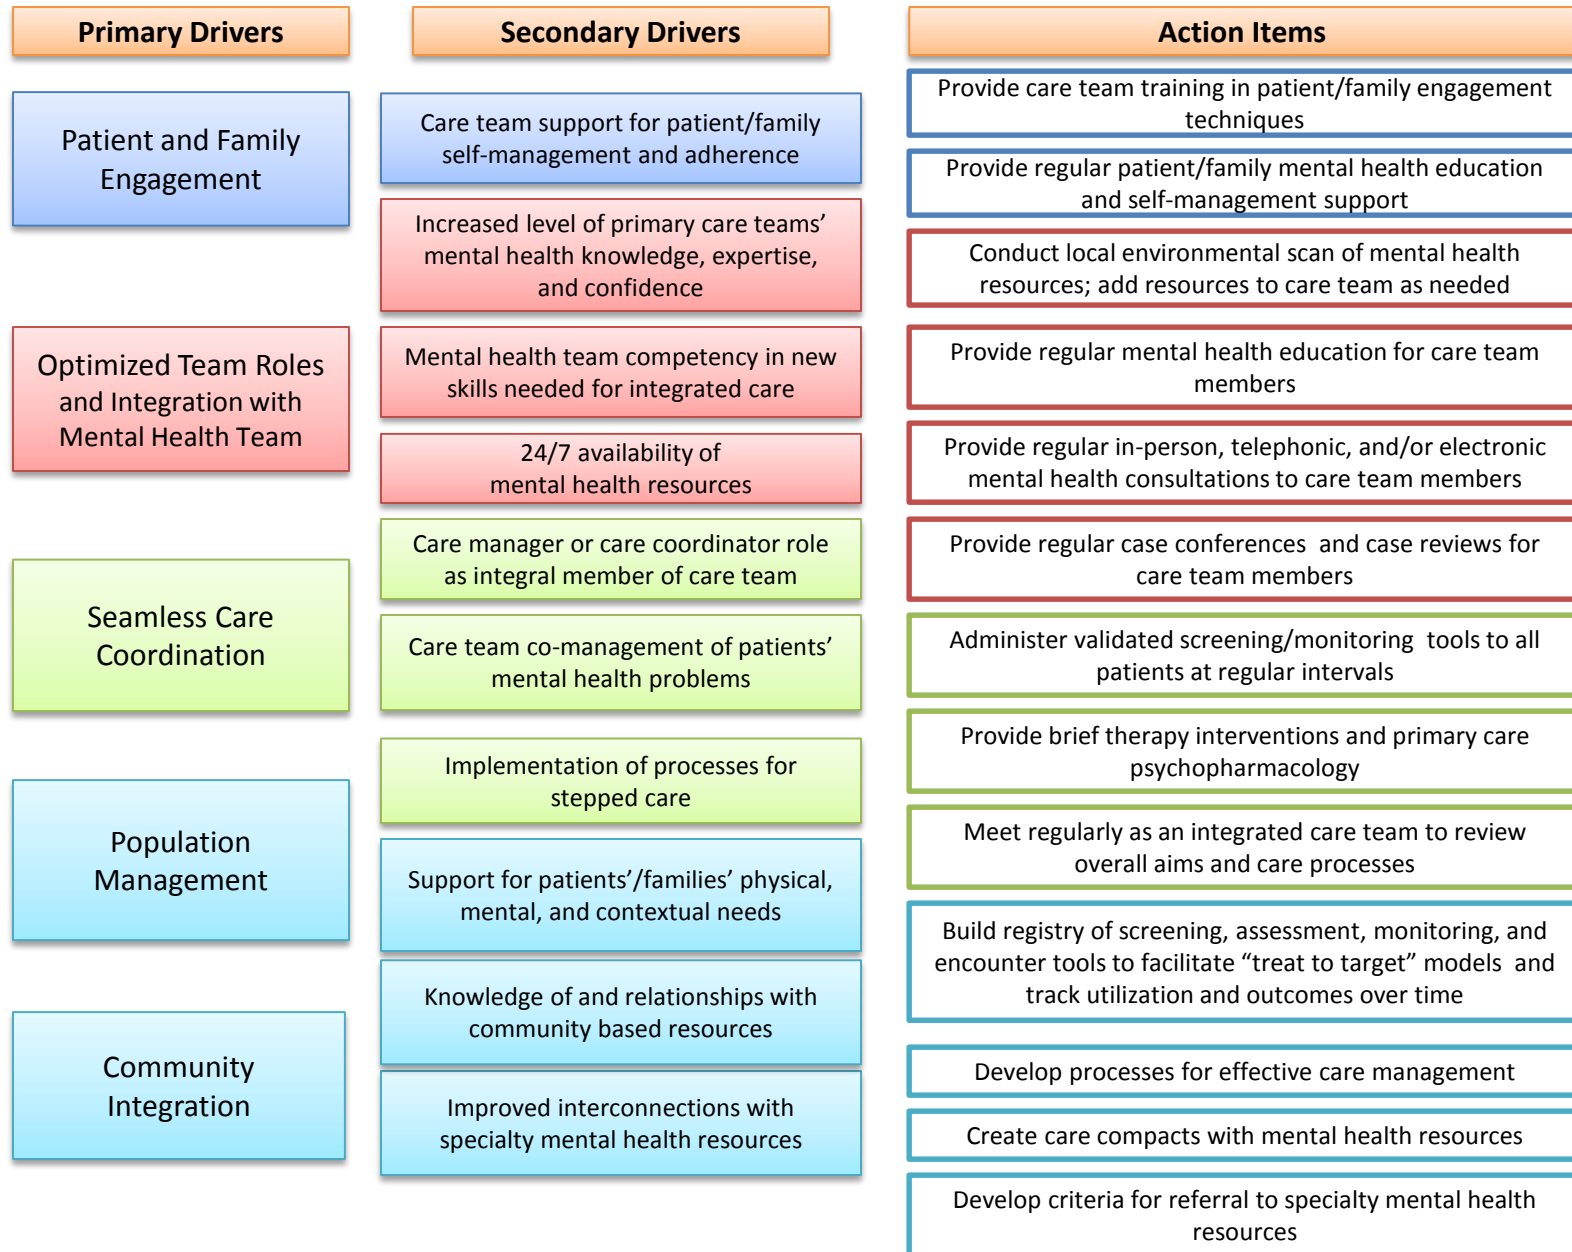 Primary Drivers
Patient and Family
Engagement
Optimized Team Roles
and Integration with
Mental Health Team
Seamless Care
Coordination
Population
Management
Community
Integration
Secondary Drivers
Care team support for patient/family
self-management and adherence
Increased level of primary care teams’
mental health knowledge, expertise,
and confidence
Mental health team competency in new
skills needed for integrated care
24/7 availability of
mental health resources
Care manager or care coordinator role
as integral member of care team
Care team co-management of patients’
mental health problems
Implementation of processes for
stepped care
Support for patients’/families’ physical,
mental, and contextual needs
Knowledge of and relationships with
community based resources
Improved interconnections with
specialty mental health resources
Action Items
Provide care team training in patient/family engagement
techniques
Provide regular patient/family mental health education
and self-management support
Conduct local environmental scan of mental health
resources; add resources to care team as needed
Provide regular mental health education for care team
members
Provide regular in-person, telephonic, and/or electronic
mental health consultations to care team members
Provide regular case conferences and case reviews for
care team members
Administer validated screening/monitoring tools to all
patients at regular intervals
Provide brief therapy interventions and primary care
psychopharmacology
Meet regularly as an integrated care team to review
overall aims and care processes
Build registry of screening, assessment, monitoring, and
encounter tools to facilitate “treat to target” models and
track utilization and outcomes over time
Develop processes for effective care management
Create care compacts with mental health resources
Develop criteria for referral to specialty mental health
resources